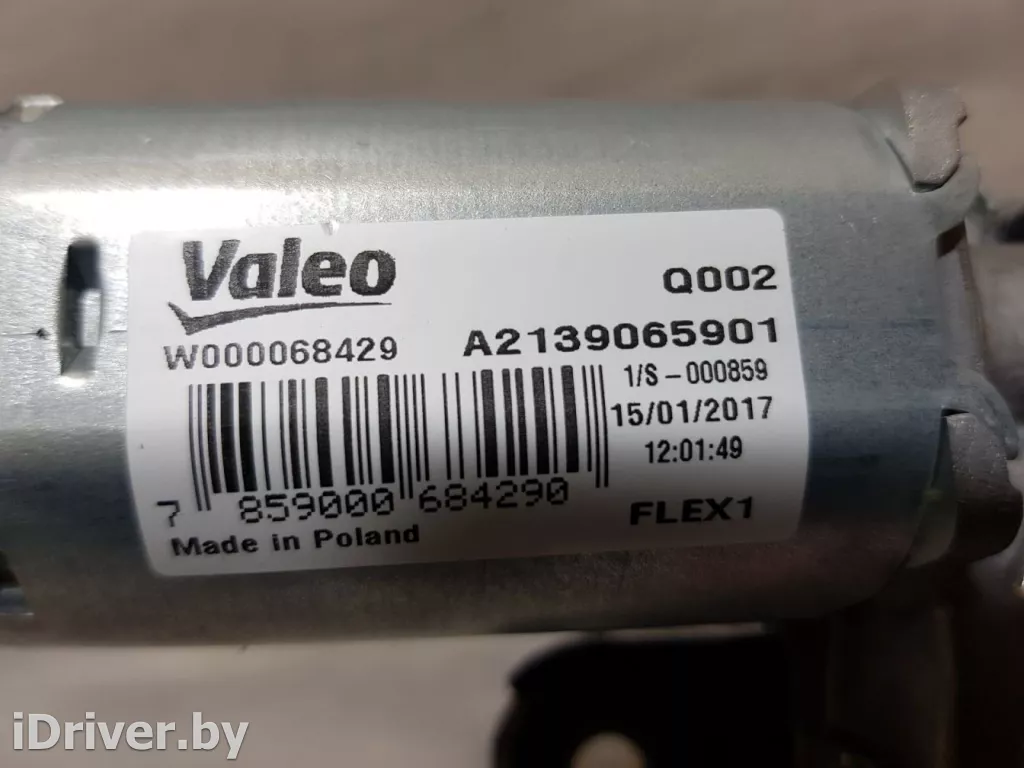 Valeo
Q002
W000068429
A2139065901
1/S-000859
15/01/2017
12:01:49
7 859000 684290
FLEX1
Made in Poland
iDriver.by